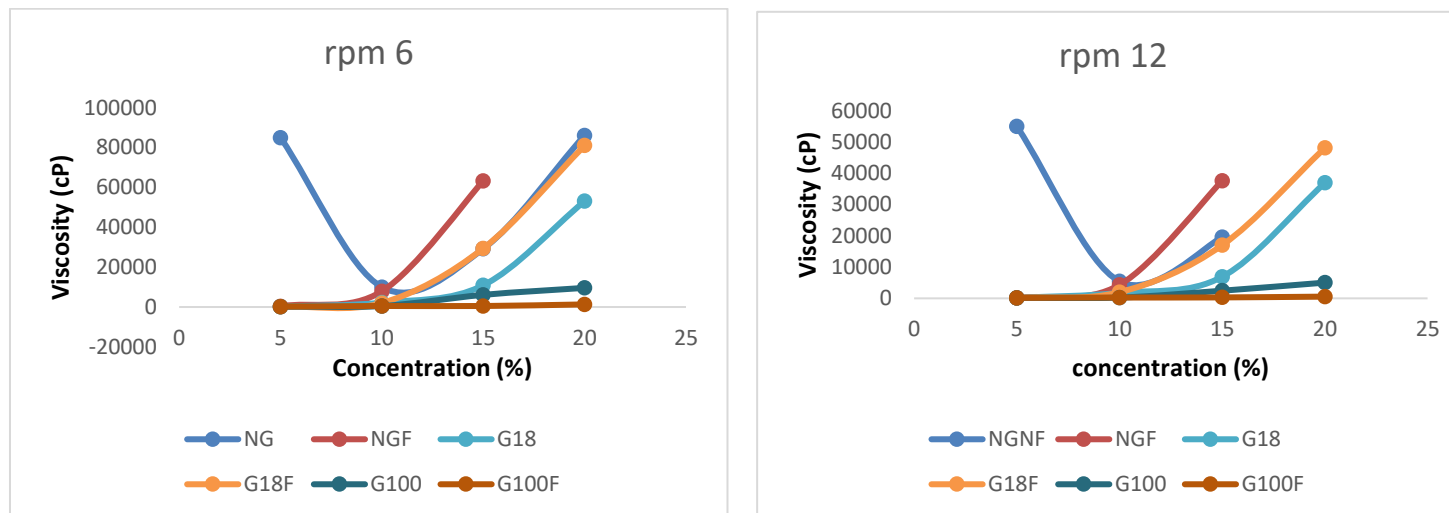 rpm 6
100000
80000
60000
40000
20000
0
-20000
Viscosity (cP)
0 5 10 15 20 25
Concentration (%)
NG NGF G18
G18F G100 G100F
rpm 12
60000
50000
40000
30000
20000
10000
0
Viscosity (cP)
0 5 10 15 20 25
concentration (%)
NGNF NGF G18
G18F G100 G100F